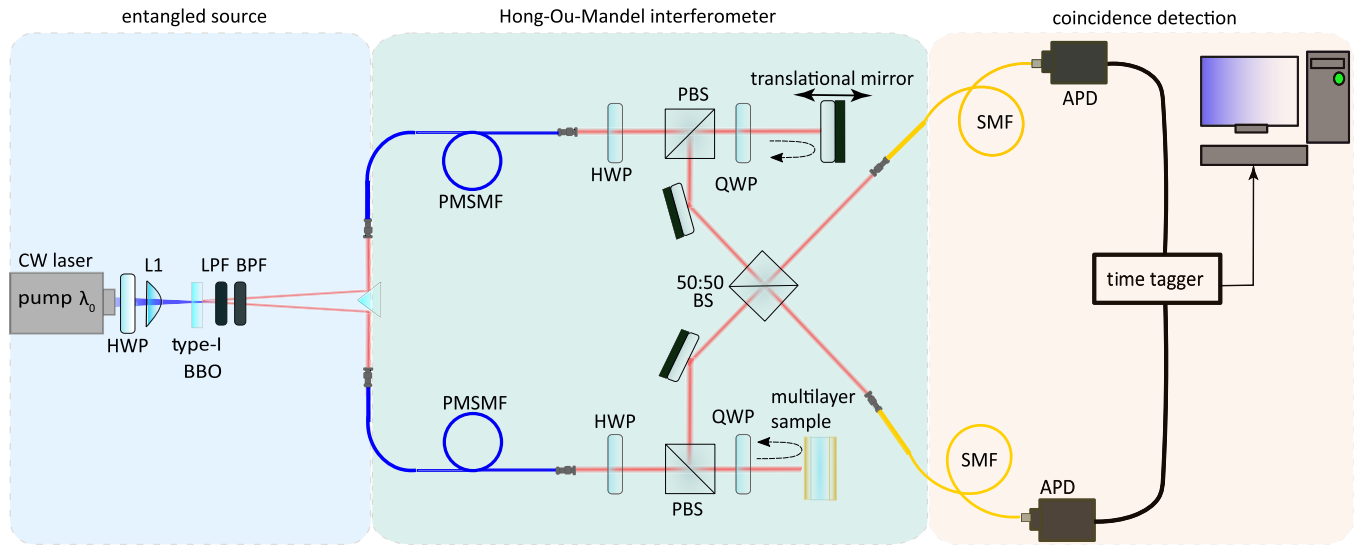 entangled source
Hong-Ou-Mandel interferometer
coincidence detection
CW laser
pump λ0
HWP
L1
type-I
BBO
LPF
BPF
PMSMF
PMSMF
HWP
PBS
QWP
translational mirror
50:50
BS
HWP
PBS
QWP
multilayer
sample
SMF
APD
SMF
APD
time tagger